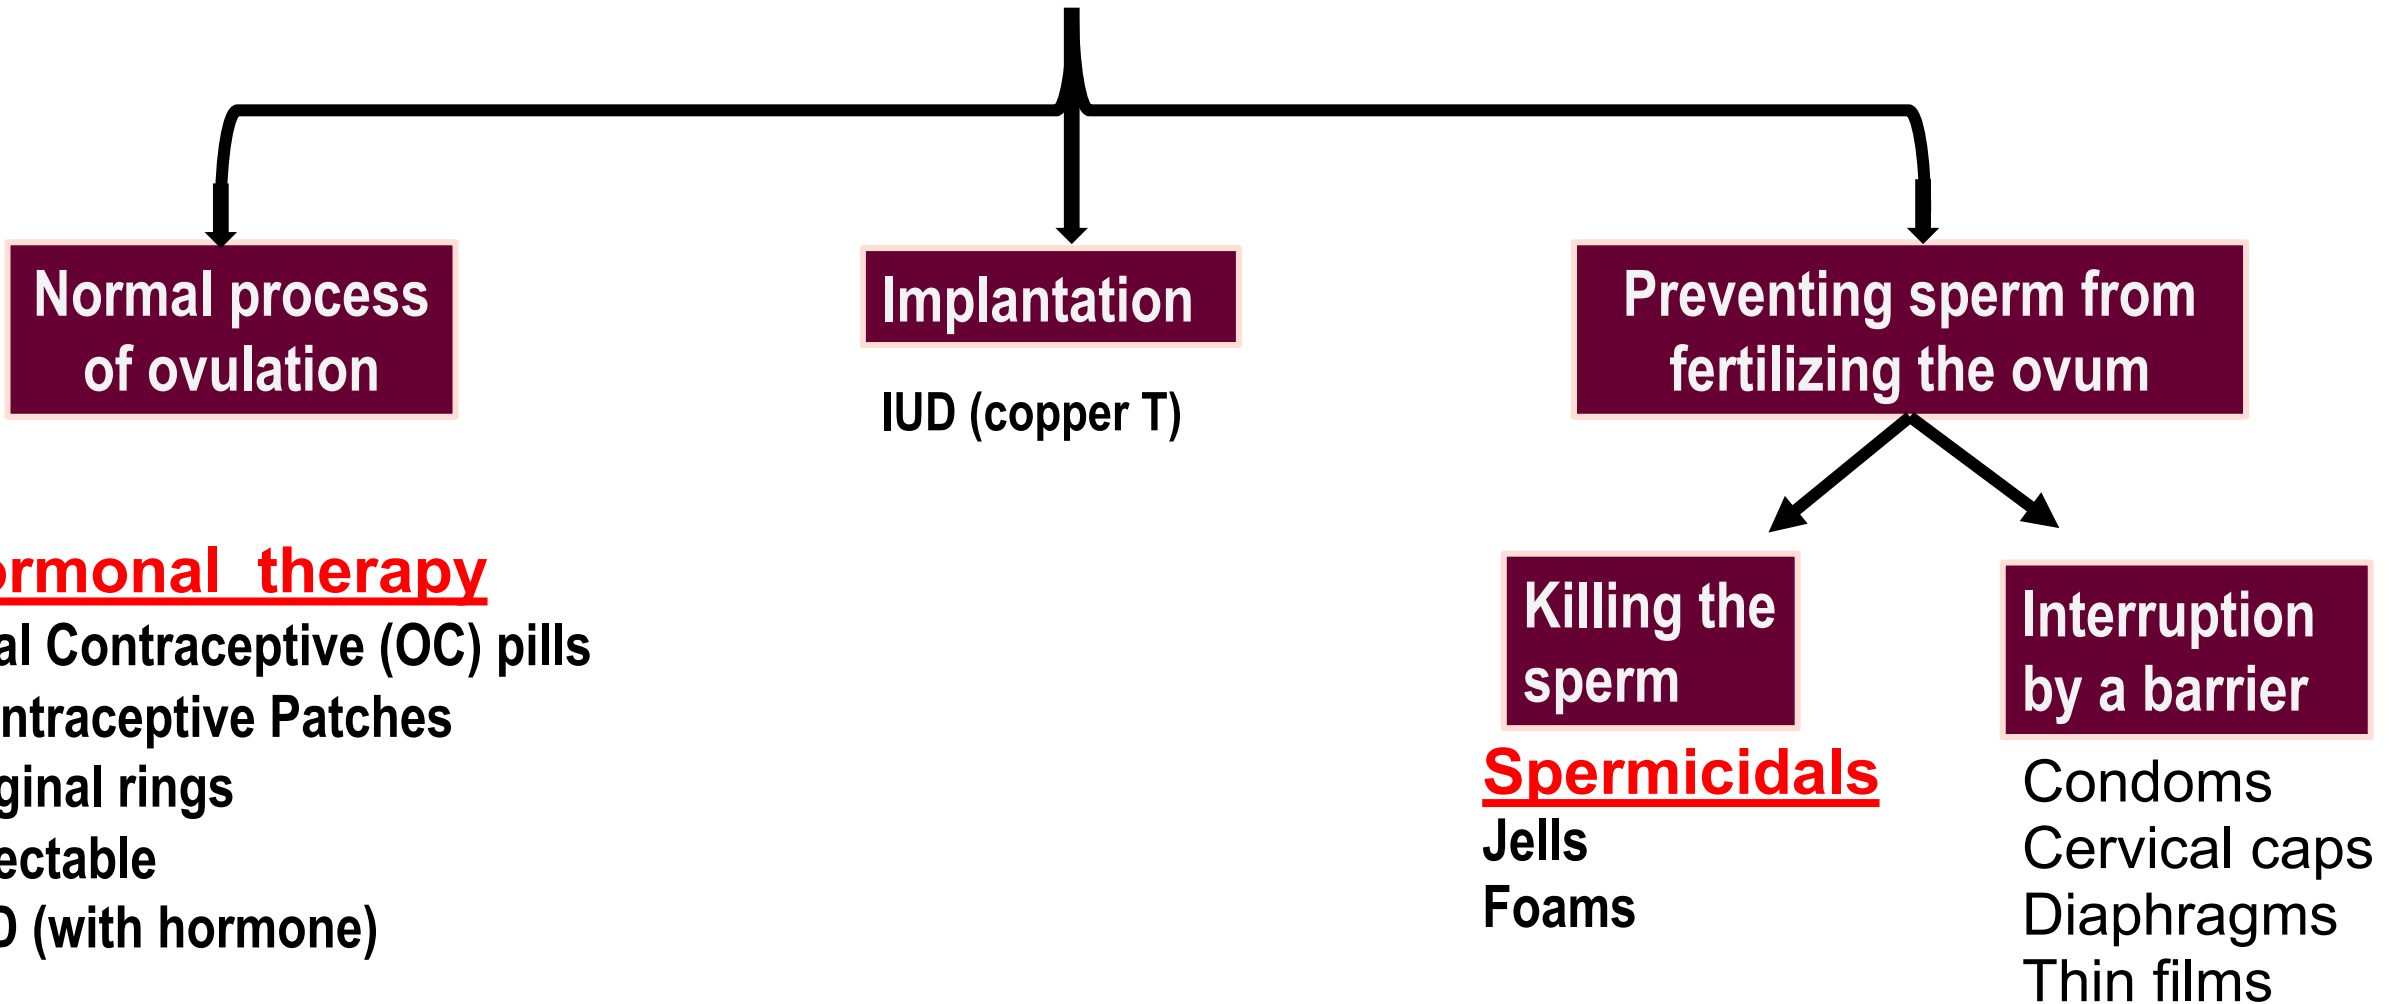 Normal process
of ovulation
Implantation
IUD (copper T)
Preventing sperm from
fertilizing the ovum
ormonal therapy
al Contraceptive (OC) pills
ntraceptive Patches
ginal rings
ectable
D (with hormone)
Killing the
sperm
Spermicidals
Jells
Foams
Interruption
by a barrier
Condoms
Cervical caps
Diaphragms
Thin films